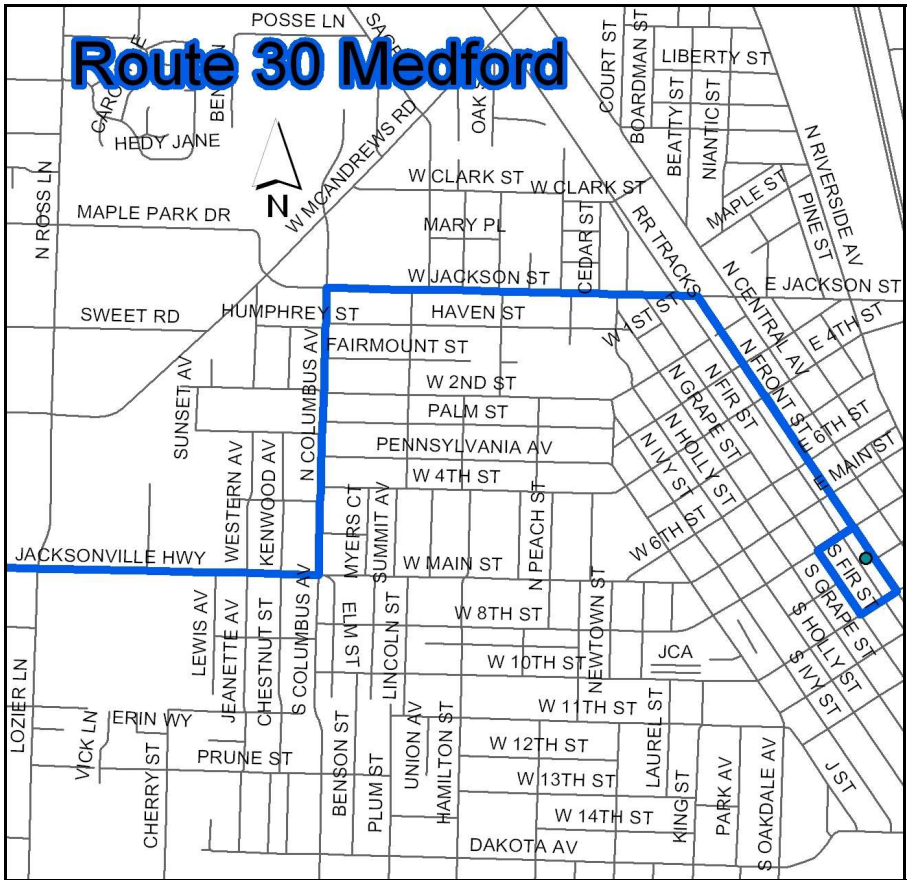 POSSE LN
Route 30 Medford
COURT ST
BOARDMAN ST
LIBERTY ST
BEATTY ST
NIANTIC ST
HEDY JANE
N
W MCANDREWS RD
N ROSS LN
MAPLE PARK DR
W CLARK ST
W CLARK ST
MARY PL
CEDAR ST
RR TRACKS
MAPLE ST
PINE ST
N RIVERSIDE AV
W JACKSON ST
E JACKSON ST
N CENTRAL AV
SWEET RD
HUMPHREY ST
HAVEN ST
E 4TH ST
FAIRMOUNT ST
N FRONT ST
SUNSET AV
N COLUMBUS AV
W 2ND ST
N GRAPE ST
N FIR ST
PALM ST
E 6TH ST
PENNSYLVANIA AV
N HOLLY ST
N IVY ST
MAIN ST
WESTERN AV
KENWOOD AV
W 4TH ST
MYERS CT
SUMMIT AV
N PEACH ST
W 6TH ST
JACKSONVILLE HWY
W MAIN ST
S FIR ST
S GRAPE ST
LEWIS AV
JEANETTE AV
CHESTNUT ST
S COLUMBUS AV
ELM ST
LINCOLN ST
W 8TH ST
NEWTOWN ST
S HOLLY ST
JCA
W 10TH ST
S IVY ST
LOZIER LN
VICK LN
ERIN WY
W 11TH ST
LAUREL ST
CHERRY ST
PRUNE ST
BENSON ST
PLUM ST
UNION AV
HAMILTON ST
W 12TH ST
W 13TH ST
J ST
W 14TH ST
KING ST
PARK AV
S OAKDALE AV
DAKOTA AV